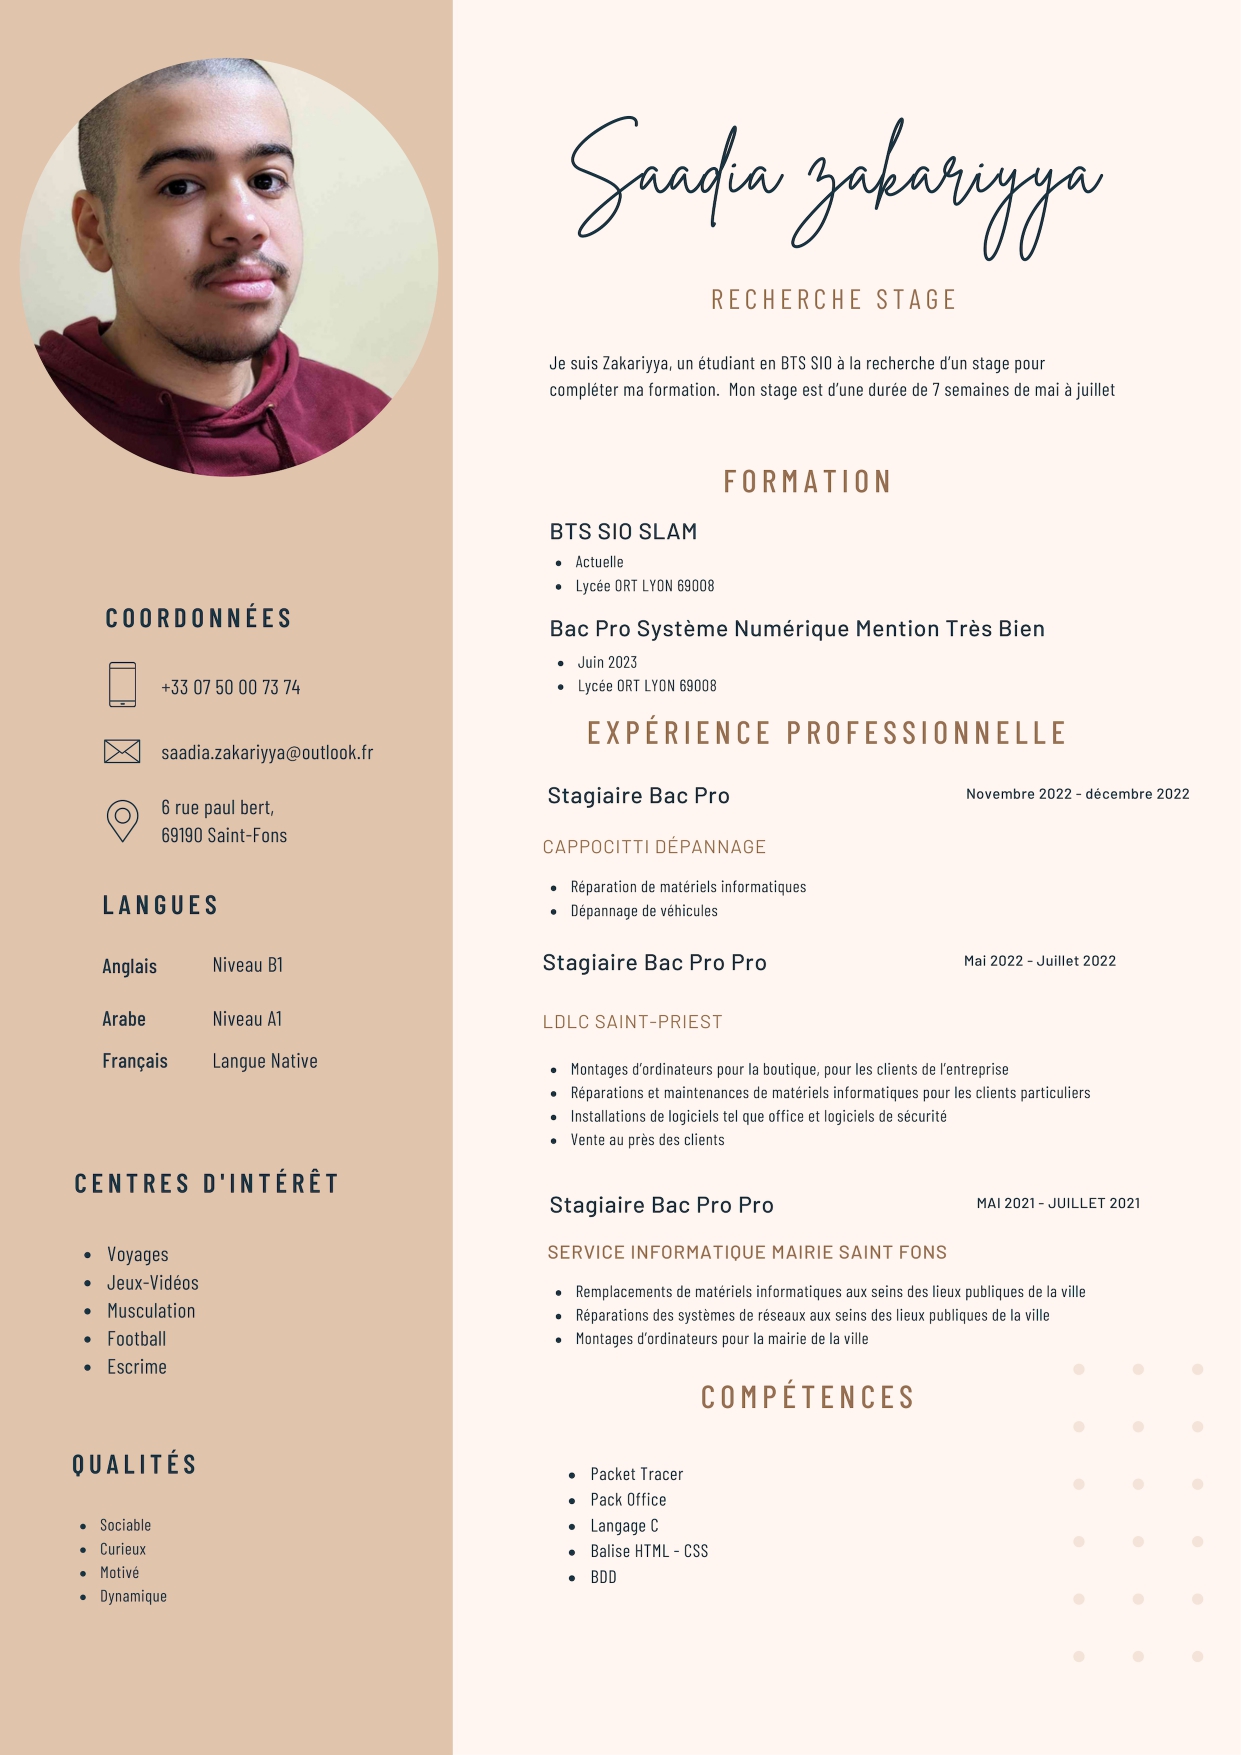 Saadia zakariyya
RECHERCHE STAGE
Je suis Zakariyya, un étudiant en BTS SIO à la recherche d'un stage pour
compléter ma formation.  Mon stage est d'une durée de 7 semaines de mai à juillet
FORMATION
BTS SIO SLAM
• Actuelle
• Lycée ORT LYON 69008
Bac Pro Système Numérique Mention Très Bien
• Juin 2023
• Lycée ORT LYON 69008
EXPÉRIENCE PROFESSIONNELLE
Stagiaire Bac Pro
Novembre 2022 - décembre 2022
CAPPOCITTI DÉPANNAGE
• Réparation de matériels informatiques
• Dépannage de véhicules
Stagiaire Bac Pro Pro
Mai 2022 - Juillet 2022
LDLC SAINT-PRIEST
• Montages d'ordinateurs pour la boutique, pour les clients de l'entreprise
• Réparations et maintenances de matériels informatiques pour les clients particuliers
• Installations de logiciels tel que office et logiciels de sécurité
• Vente au près des clients
Stagiaire Bac Pro Pro
MAI 2021 - JUILLET 2021
SERVICE INFORMATIQUE MAIRIE SAINT FONS
• Remplacements de matériels informatiques aux seins des lieux publiques de la ville
• Réparations des systèmes de réseaux aux seins des lieux publiques de la ville
• Montages d'ordinateurs pour la mairie de la ville
COMPÉTENCES
• Packet Tracer
• Pack Office
• Langage C
• Balise HTML - CSS
• BDD
COORDONNÉES
+33 07 50 00 73 74
saadia.zakariyya@outlook.fr
6 rue paul bert,
69190 Saint-Fons
LANGUES
Anglais Niveau B1
Arabe Niveau A1
Français Langue Native
CENTRES D'INTÉRÊT
• Voyages
• Jeux-Vidéos
• Musculation
• Football
• Escrime
QUALITÉS
• Sociable
• Curieux
• Motivé
• Dynamique